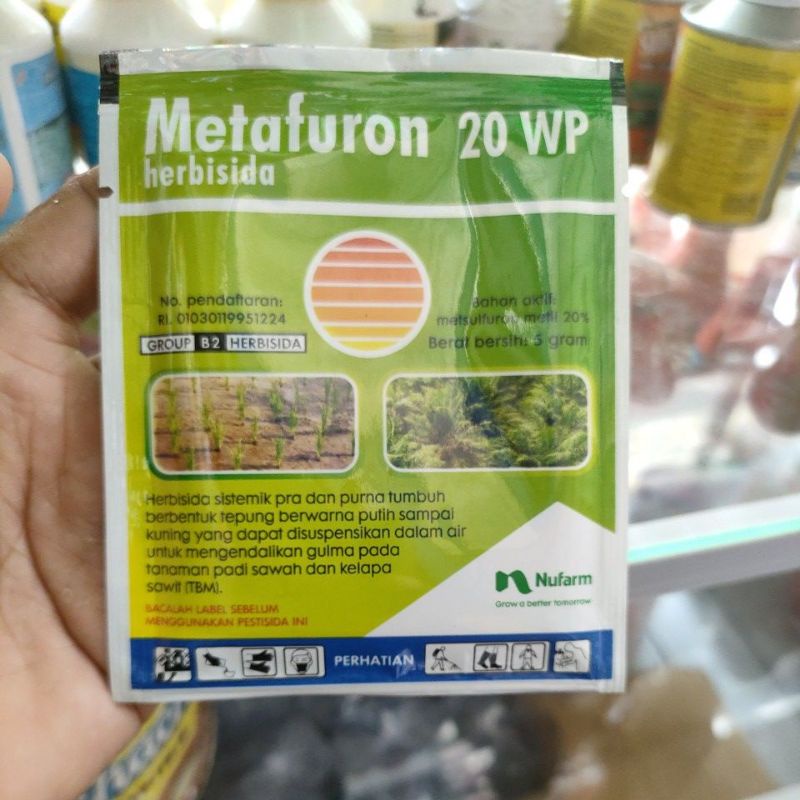 Metafuron 20 WP
herbisida
No. pendaftaran:
RI. 01030119951224
GROUP B-2 HERBISIDA
Bahan aktif:
metsulfuron metil 20%
Berat bersih: 5 gram
Herbisida sistemik pra dan purna tumbuh
berbentuk tepung berwarna putih sampai
kuning yang dapat disuspensikan dalam air
untuk mengendalikan gulma pada
tanaman padi sawah dan kelapa
sawit (TBM).
BACALAH LABEL SEBELUM
MENGGUNAKAN PESTISIDA INI
Nufarm
Grow a better tomorrow
PERHATIAN